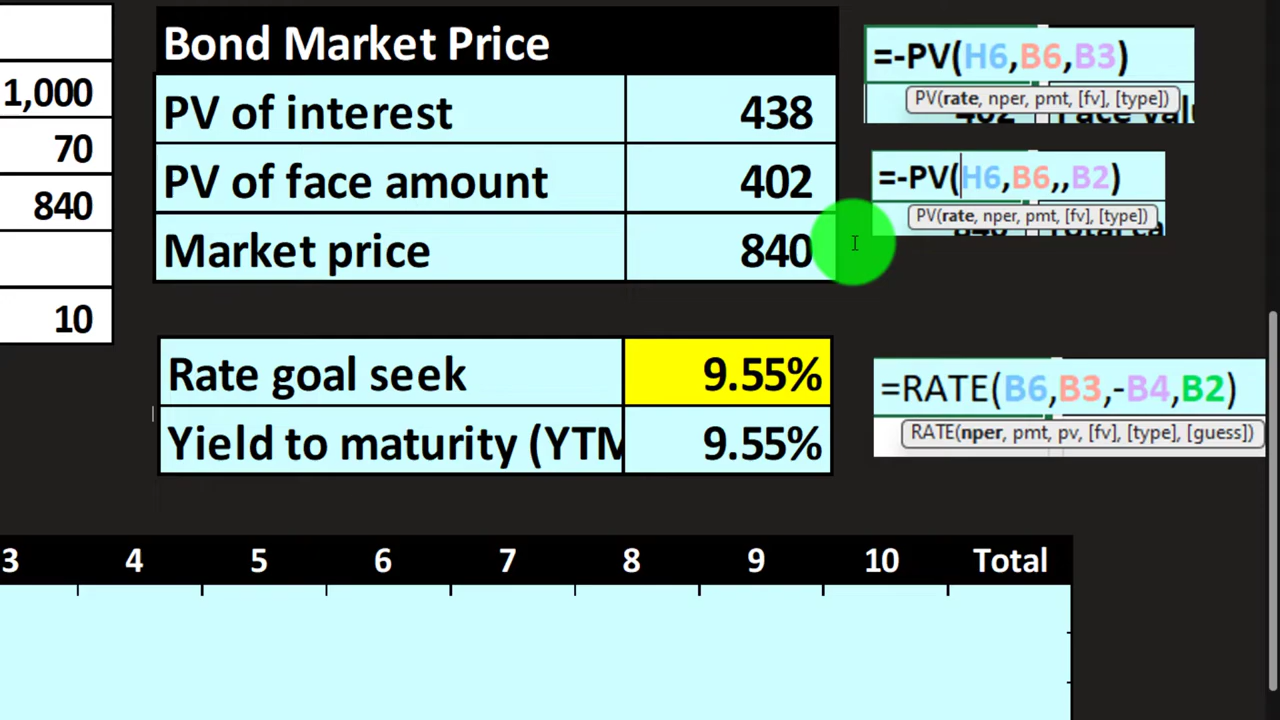 1,000
70
840
10
Bond Market Price
PV of interest 438
PV of face amount 402
Market price 840
=-PV(H6,B6,B3)
PV(rate, nper, pmt, [fv], [type])
=-PV(H6,B6,,B2)
PV(rate, nper, pmt, [fv], [type])
Rate goal seek 9.55%
Yield to maturity (YTM 9.55%
=RATE(B6,B3,-B4,B2)
RATE(nper, pmt, pv, [fv], [type], [guess])
3 4 5 6 7 8 9 10 Total